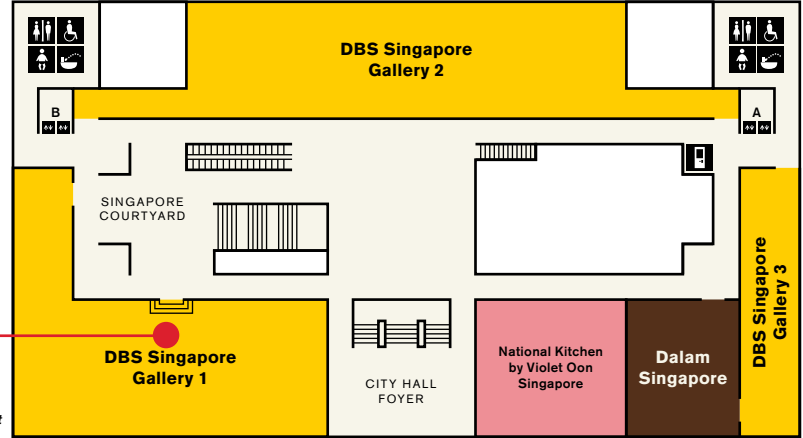 DBS Singapore
Gallery 2
B
A
SINGAPORE
COURTYARD
DBS Singapore
Gallery 3
DBS Singapore
Gallery 1
CITY HALL
FOYER
National Kitchen
by Violet Oon
Singapore
Dalam
Singapore